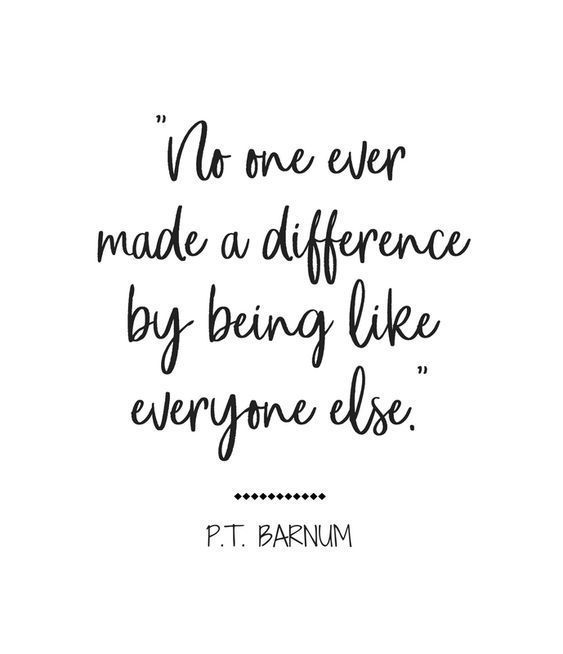 "No one ever
made a difference
by being like
everyone else."
P.T. BARNUM